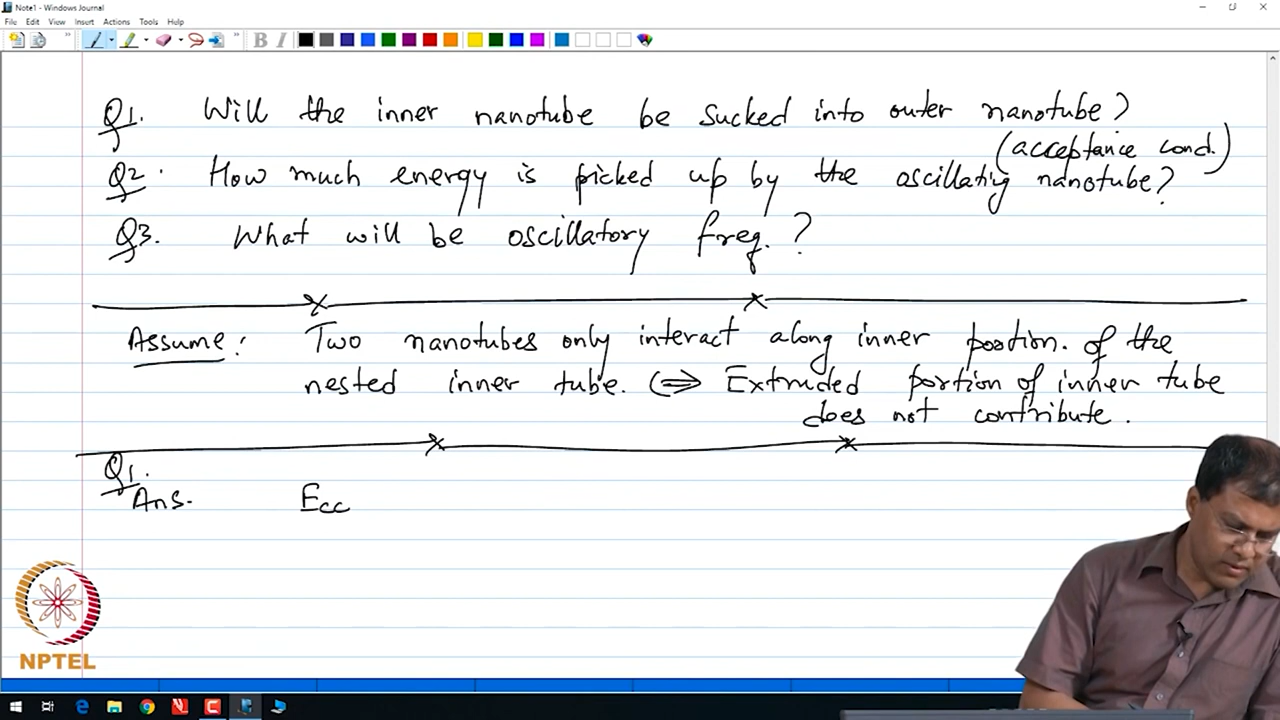 Note1 - Windows Journal
File Edit View Insert Actions Tools Help
B I
Q1. Will the inner nanotube be sucked into outer nanotube?
(acceptance cond.)
Q2. How much energy is picked up by the oscillatig nanotube?
Q3. What will be oscillatory freq. ?
Assume: Two nanotubes only interact along inner portion. of the
nested inner tube. (⇒ Extruded portion of inner tube
does not contribute.
Q1.
Ans. Ecc
NPTEL